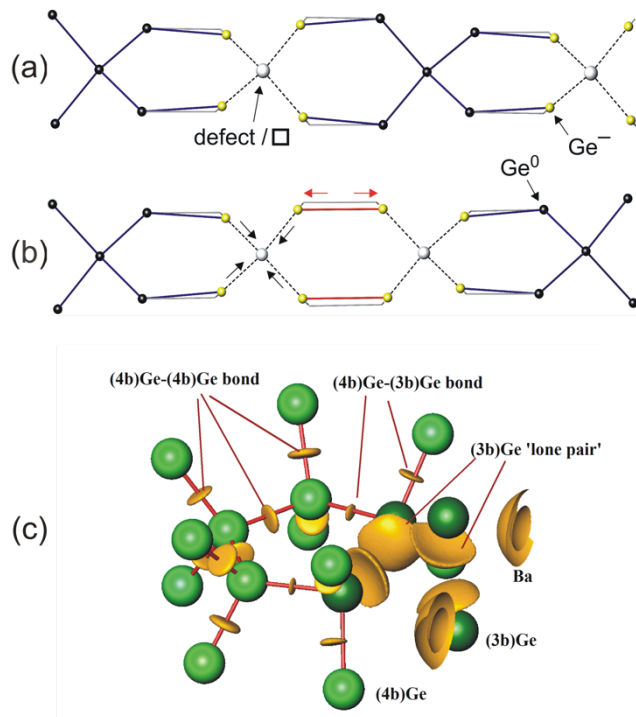 (a)
defect / □
Ge⁻
Ge⁰
(b)
(4b)Ge-(4b)Ge bond
(4b)Ge-(3b)Ge bond
(3b)Ge 'lone pair'
(c)
Ba
(3b)Ge
(4b)Ge